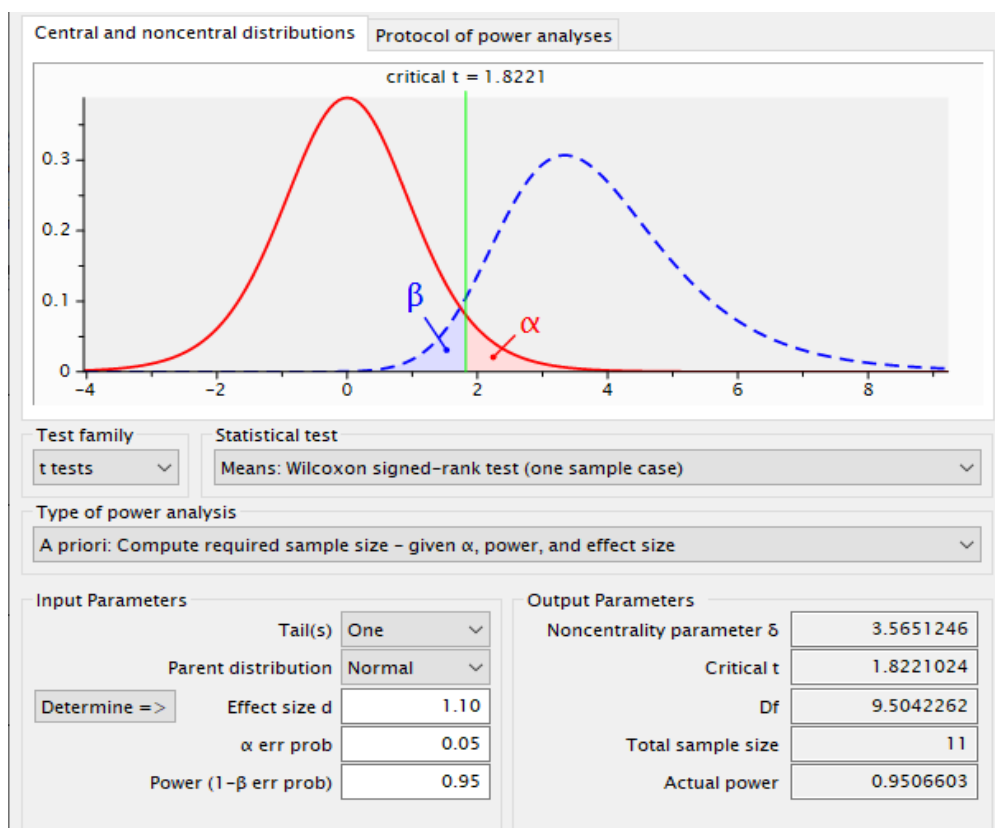 Central and noncentral distributions Protocol of power analyses
critical t = 1.8221
0.3
0.2
0.1
0
β
α
-4 -2 0 2 4 6 8
Test family Statistical test
t tests Means: Wilcoxon signed-rank test (one sample case)
Type of power analysis
A priori: Compute required sample size - given α, power, and effect size
Input Parameters Output Parameters
Tail(s) One Noncentrality parameter δ 3.5651246
Parent distribution Normal Critical t 1.8221024
Determine => Effect size d 1.10 Df 9.5042262
α err prob 0.05 Total sample size 11
Power (1-β err prob) 0.95 Actual power 0.9506603